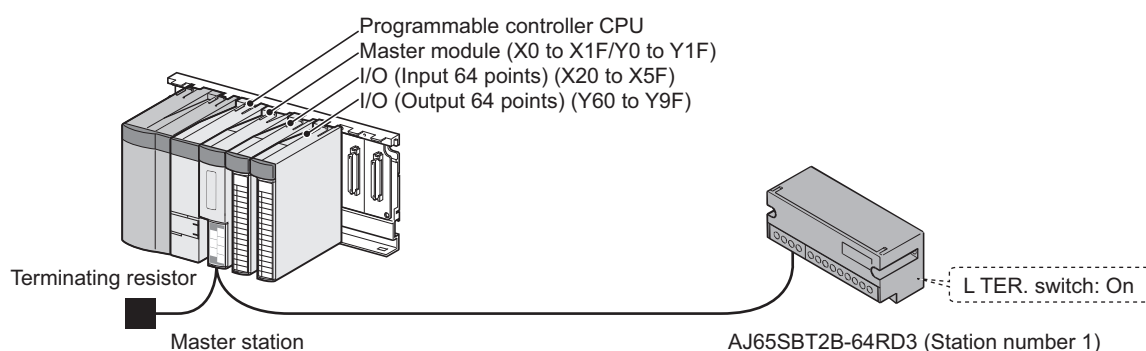 Programmable controller CPU
Master module (X0 to X1F/Y0 to Y1F)
I/O (Input 64 points) (X20 to X5F)
I/O (Output 64 points) (Y60 to Y9F)
Terminating resistor
L TER. switch: On
Master station
AJ65SBT2B-64RD3 (Station number 1)